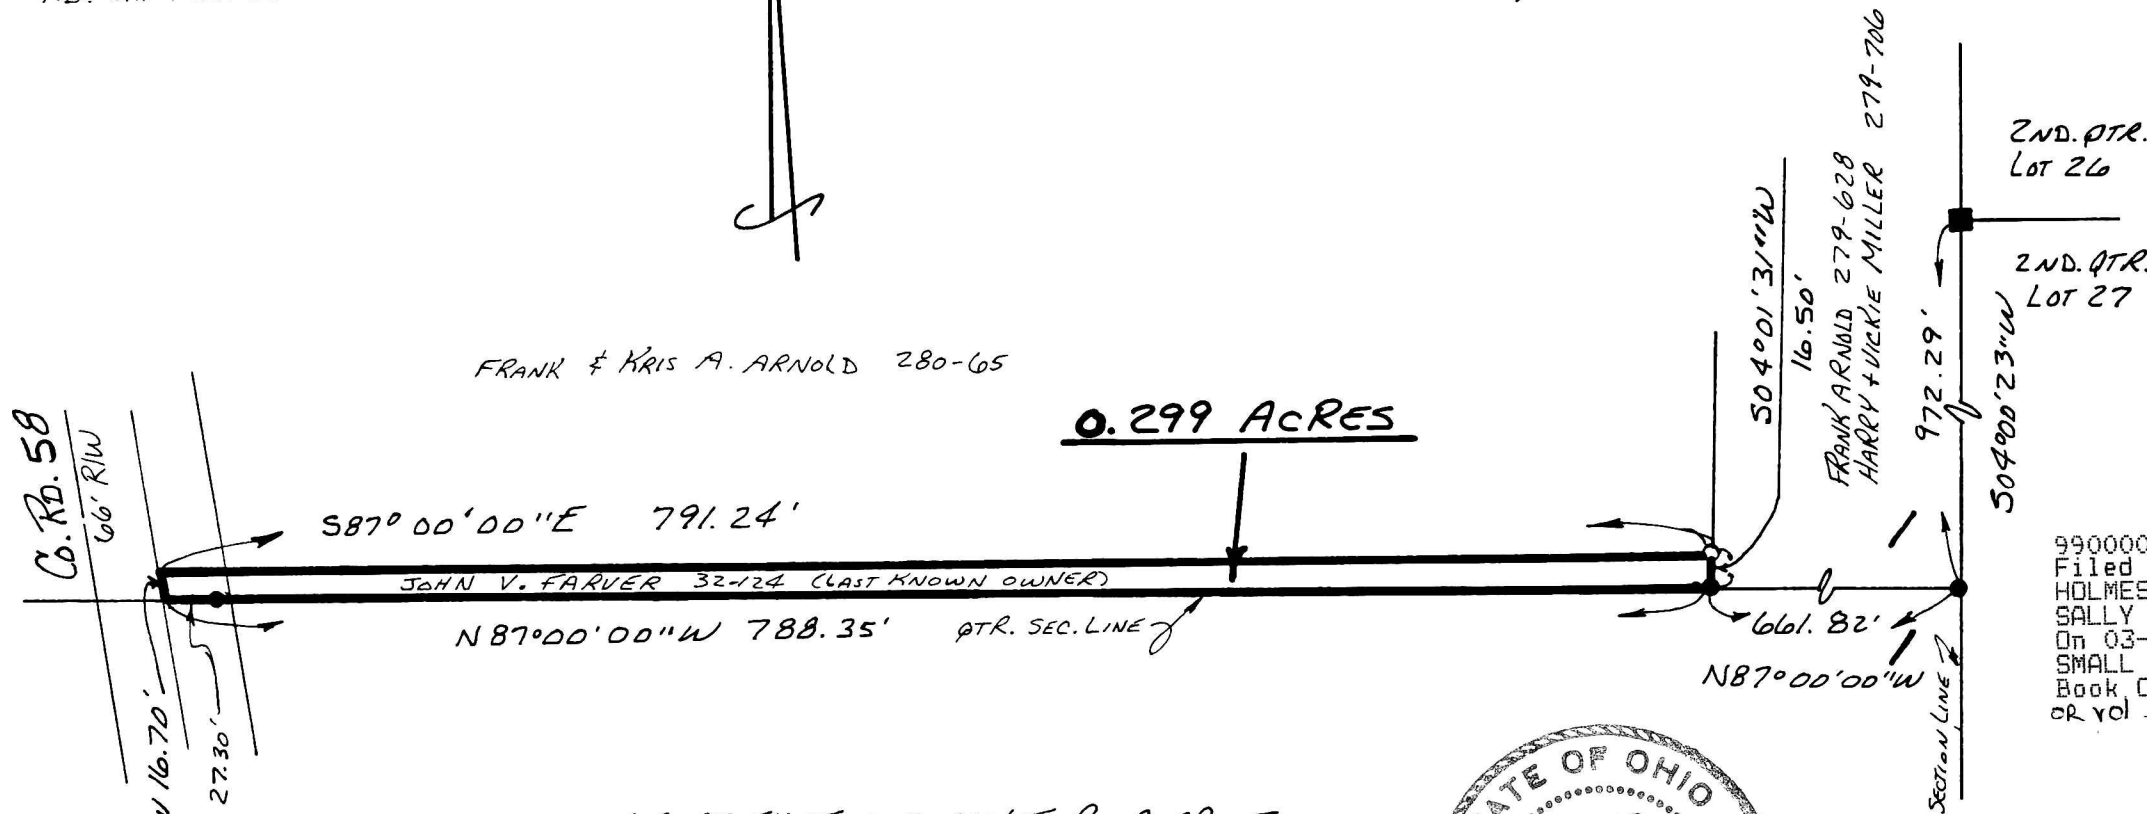 FRANK ARNOLD 279-628
HARRY + VICKIE MILLER 279-706
2ND. QTR.
LOT 26
2ND. QTR.
LOT 27
972.29'
S04°00'23"W
S04°01'31"W
16.50'
FRANK & KRIS A. ARNOLD 280-65
0.299 ACRES
CO. RD. 58
66' R/W
S87°00'00"E 791.24'
JOHN V. FARVER 32-124 (LAST KNOWN OWNER)
N87°00'00"W 788.35' QTR. SEC. LINE
661.82'
N87°00'00"W
SECTION LINE
W 16.70'
27.30'
990000
Filed
HOLMES
SALLY
On 03-
SMALL
Book
OR vol
STATE OF OHIO